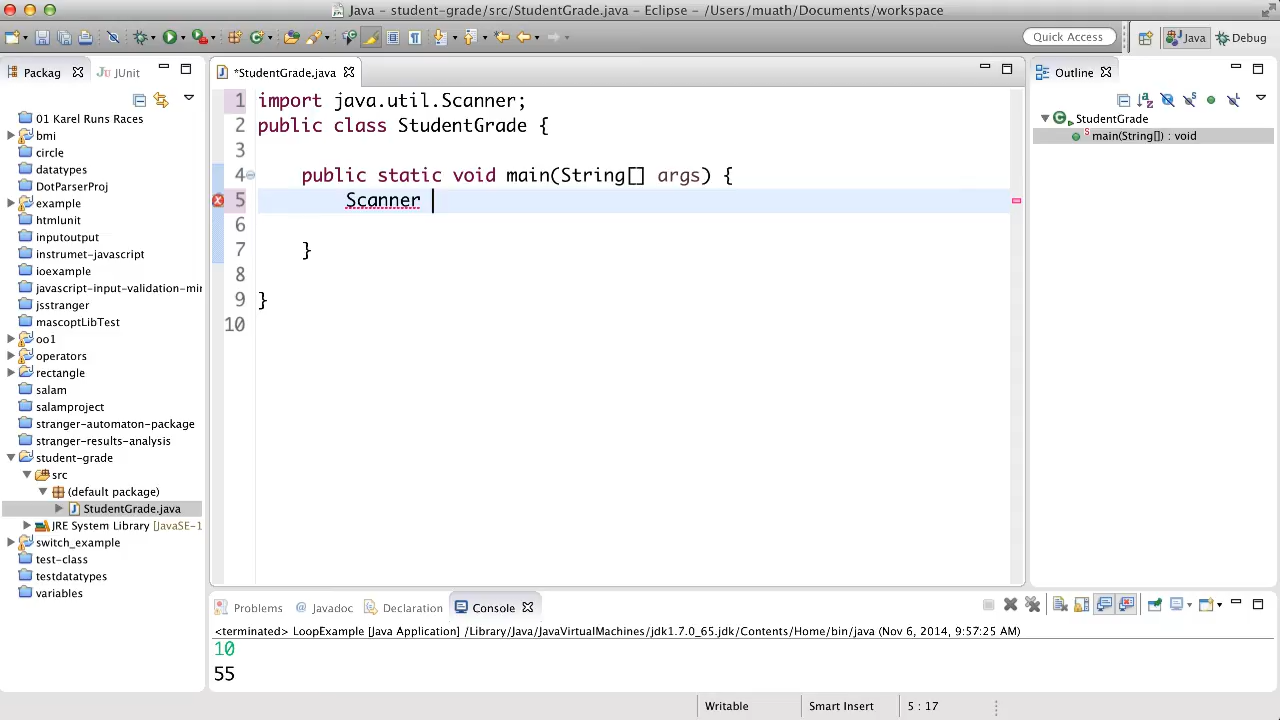 Java - student-grade/src/StudentGrade.java - Eclipse - /Users/muath/Documents/workspace
Quick Access
Java
Debug
Packag
JUnit
01 Karel Runs Races
bmi
circle
datatypes
DotParserProj
example
htmlunit
inputoutput
instrumet-javascript
ioexample
javascript-input-validation-mir
jsstranger
mascoptLibTest
oo1
operators
rectangle
salam
salamproject
stranger-automaton-package
stranger-results-analysis
student-grade
src
(default package)
StudentGrade.java
JRE System Library [JavaSE-1
switch_example
test-class
testdatatypes
variables
*StudentGrade.java
1 import java.util.Scanner;
2 public class StudentGrade {
3
4 public static void main(String[] args) {
5 Scanner
6
7 }
8
9 }
10
Outline
StudentGrade
main(String[]) : void
Problems
Javadoc
Declaration
Console
<terminated> LoopExample [Java Application] /Library/Java/JavaVirtualMachines/jdk1.7.0_65.jdk/Contents/Home/bin/java (Nov 6, 2014, 9:57:25 AM)
10
55
Writable
Smart Insert
5 : 17